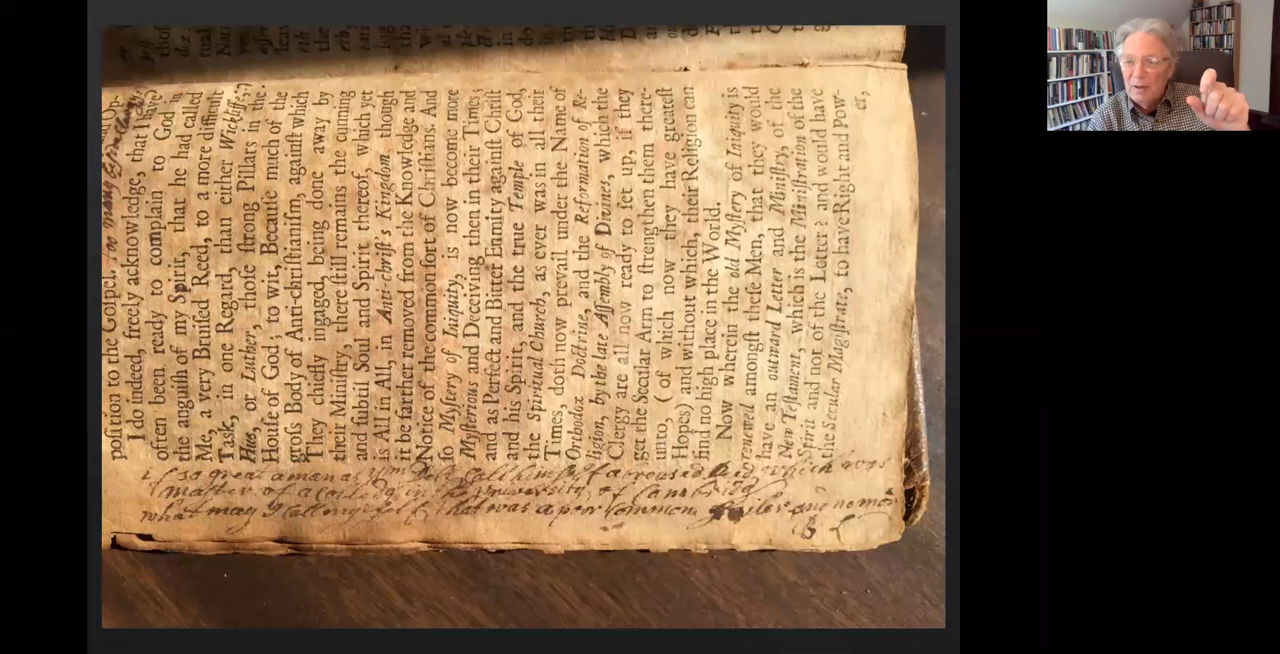 position to the Gospel.
I do indeed, freely acknowledge, that I have
often been ready to complain to God in
the anguish of my Spirit, that he had called
Me, a very Bruised Reed, to a more difficult
Task, in one Regard, than either Wickliffe,
Hus, or Luther, those strong Pillars in the
House of God; to wit, Because much of the
gross Body of Anti-christianism, against which
They chiefly ingaged, being done away by
their Ministry, there still remains the cunning
and subtil Soul and Spirit thereof, which yet
is All in All, in Anti-christ's Kingdom, though
it be farther removed from the Knowledge and
Notice of the common sort of Christians. And
so Mystery of Iniquity, is now become more
Mysterious and Deceiving then in their Times,
and as Perfect and Bitter Enmity against Christ
and his Spirit, and the true Temple of God,
the Spiritual Church, as ever was in all their
Times, doth now prevail under the Name of
Orthodox Doctrine, and the Reformation of Re-
ligion, by the late Assembly of Divines, which the
Clergy are all now ready to set up, if they
get the Secular Arm to strengthen them there-
unto, (of which now they have greatest
Hopes) and without which, their Religion can
find no high place in the World.
Now wherein the old Mystery of Iniquity is
renewed amongst these Men, that they would
have an outward Letter and Ministry, of the
New Testament, which is the Ministration of the
Spirit and not of the Letter? and would have
the Secular Magistrate, to have Right and Pow-
er,
if so great a man as Wm Dell call himself a broused Reed which was
master of a Colledg in the University of Cambridg
what may I call myself that was a poor Common and no mor